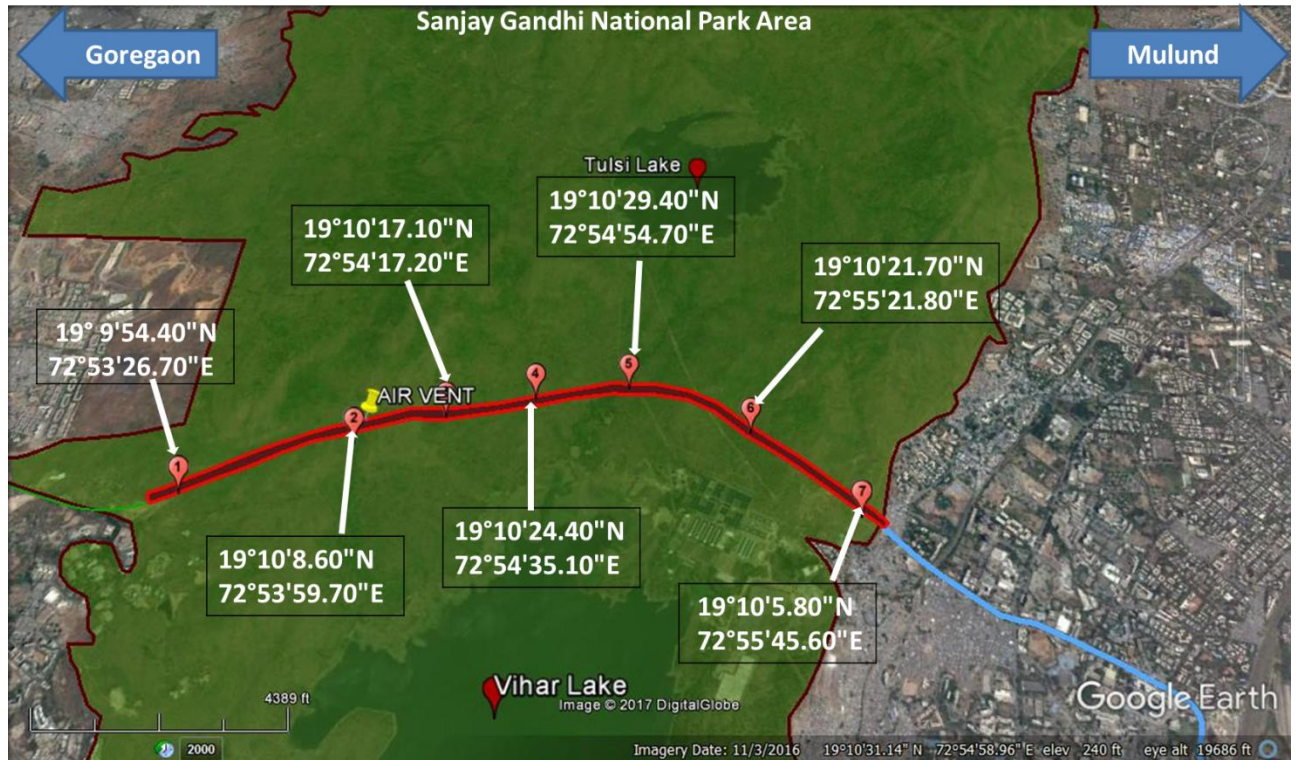 Sanjay Gandhi National Park Area
Goregaon
Mulund
Tulsi Lake
19°10'29.40"N
72°54'54.70"E
19°10'17.10"N
72°54'17.20"E
19°10'21.70"N
72°55'21.80"E
19° 9'54.40"N
72°53'26.70"E
5
4
AIR VENT
2
6
1
7
19°10'24.40"N
72°54'35.10"E
19°10'8.60"N
72°53'59.70"E
19°10'5.80"N
72°55'45.60"E
Vihar Lake
Image © 2017 DigitalGlobe
4389 ft
Google Earth
2000
Imagery Date: 11/3/2016 19°10'31.14" N 72°54'58.96" E elev 240 ft eye alt 19686 ft